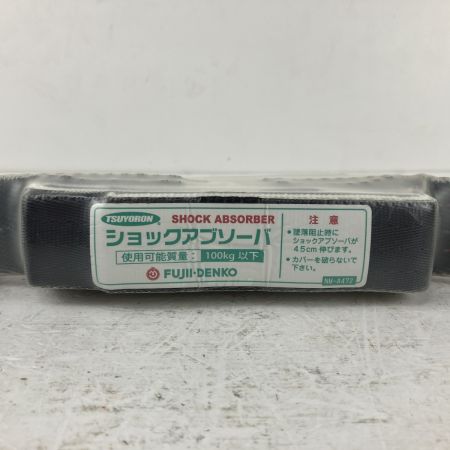 TSUYORON SHOCK ABSORBER
ショックアブソーバ
使用可能質量: 100kg 以下
FUJII-DENKO
注 意
●墜落阻止時に
ショックアブソーバが
45cm 伸びます。
●カバーを破らないで
下さい。
NW-A472